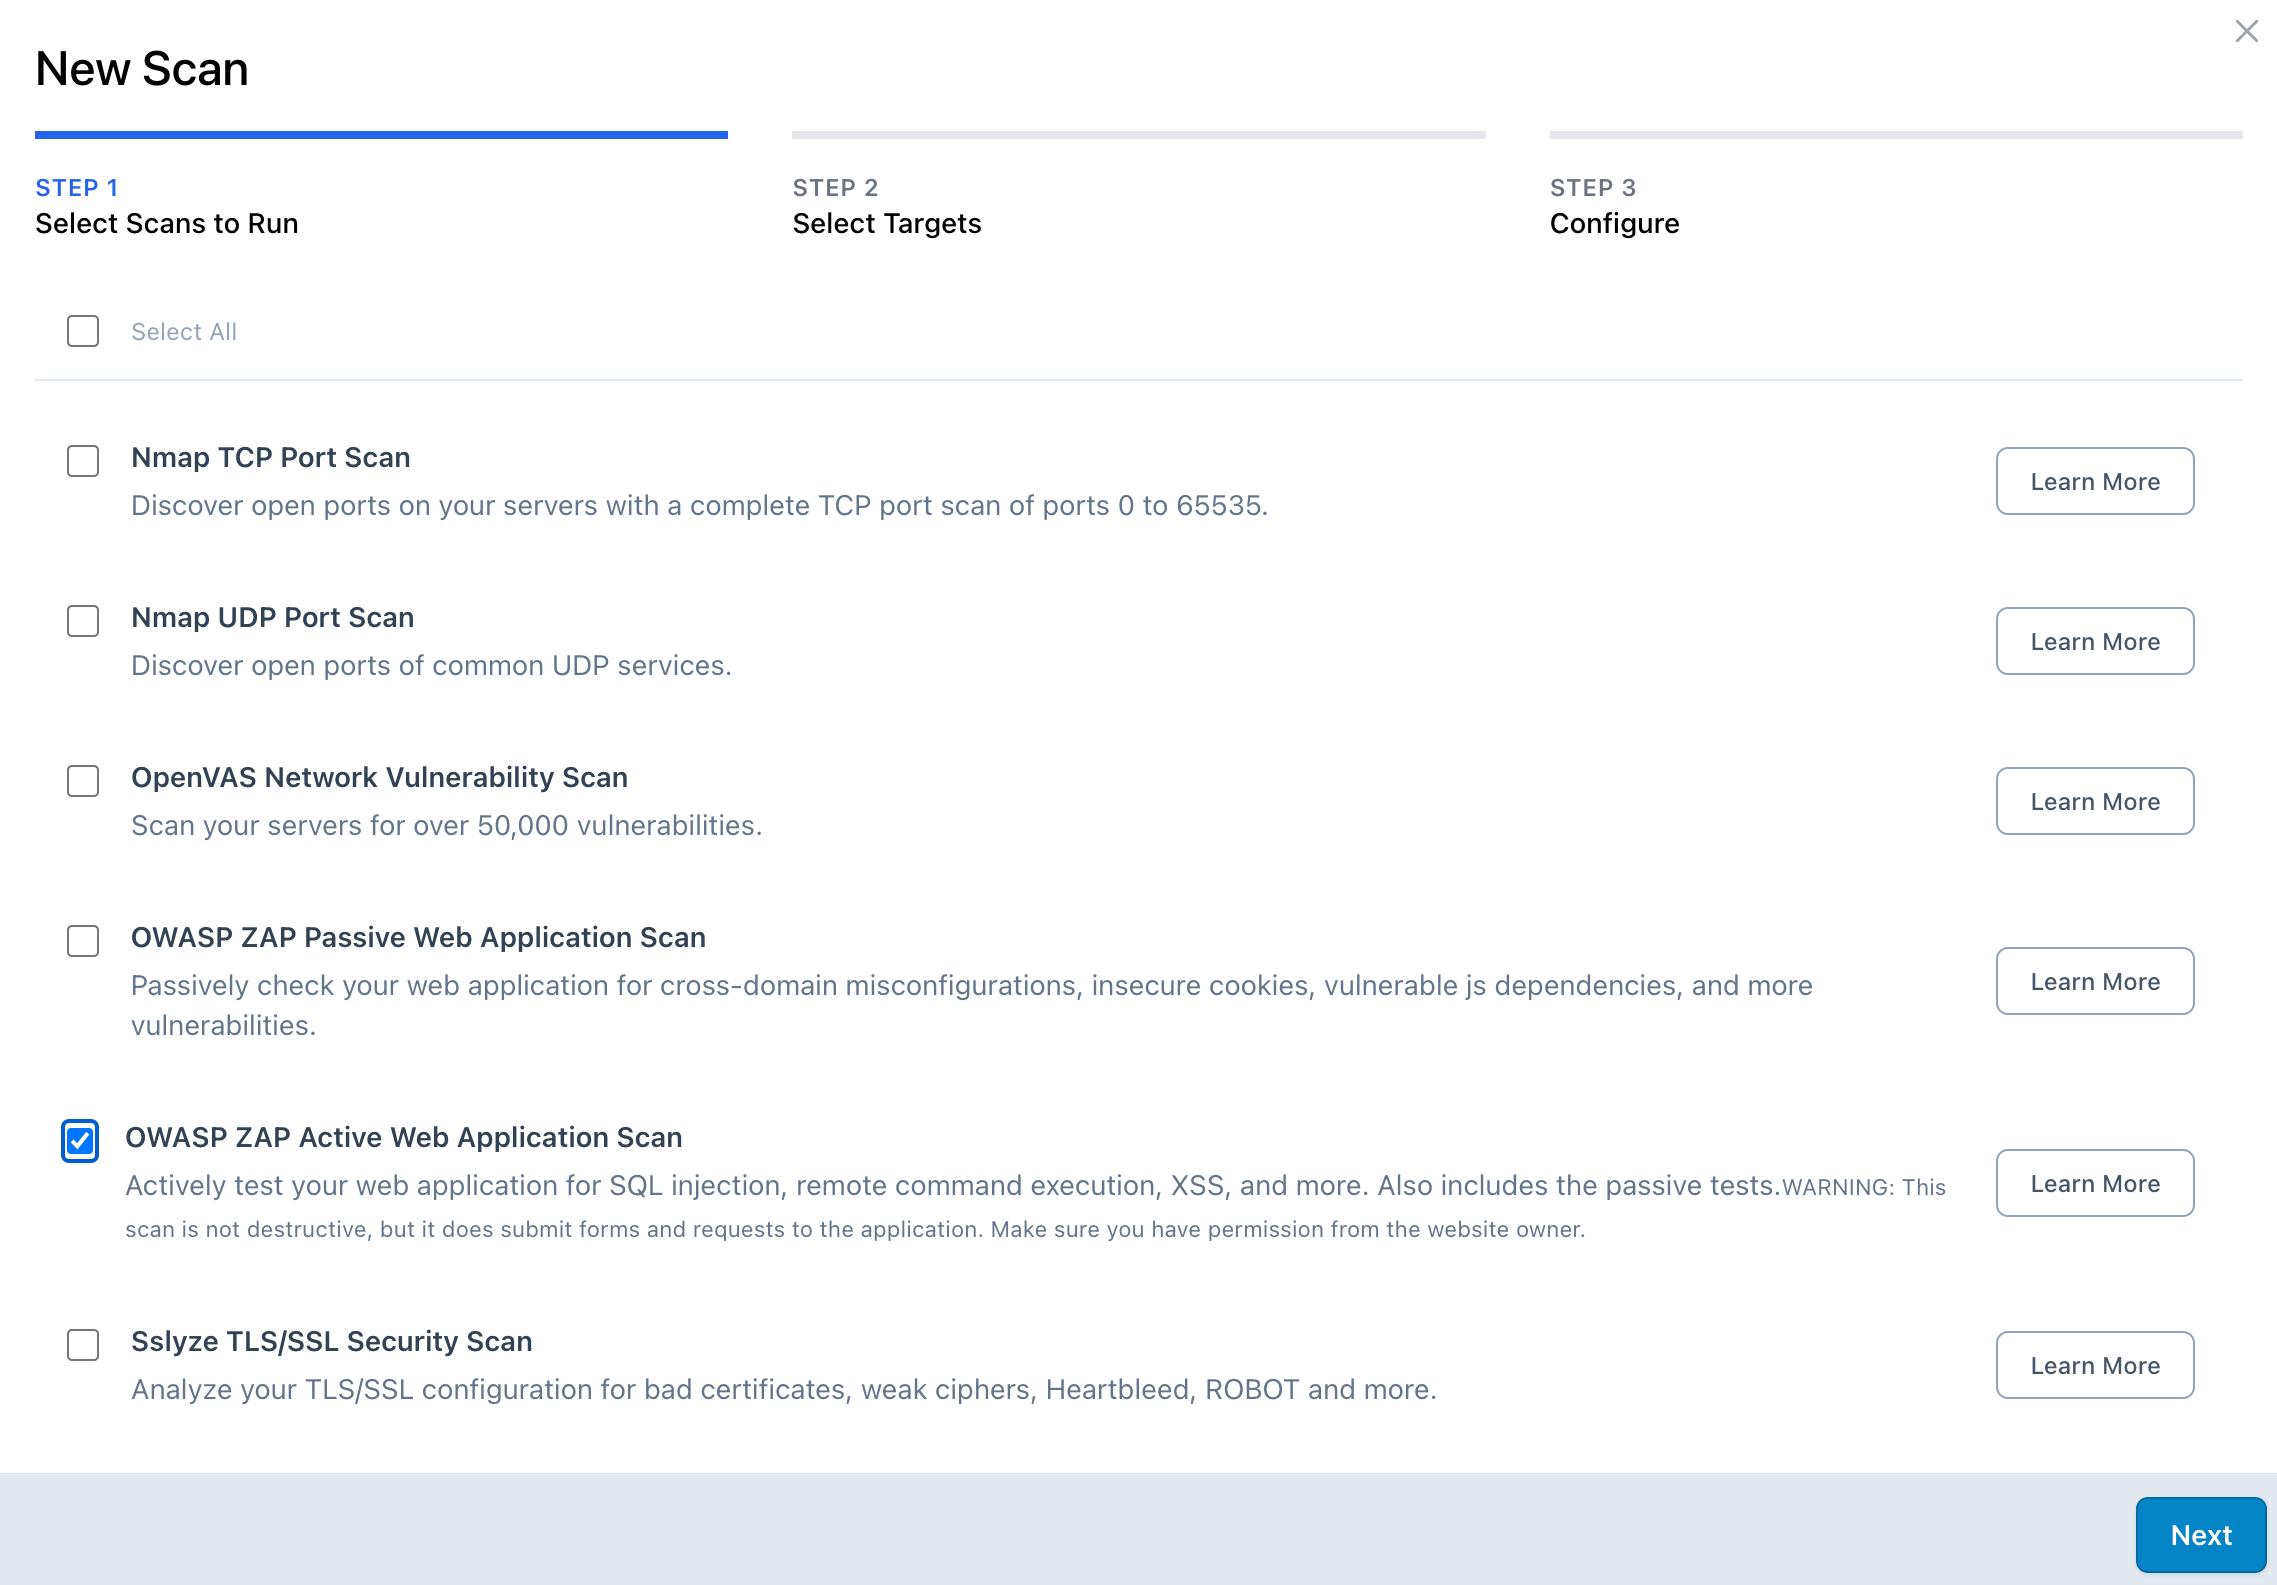 New Scan
STEP 1
Select Scans to Run
STEP 2
Select Targets
STEP 3
Configure
Select All
Nmap TCP Port Scan
Discover open ports on your servers with a complete TCP port scan of ports 0 to 65535.
Learn More
Nmap UDP Port Scan
Discover open ports of common UDP services.
Learn More
OpenVAS Network Vulnerability Scan
Scan your servers for over 50,000 vulnerabilities.
Learn More
OWASP ZAP Passive Web Application Scan
Passively check your web application for cross-domain misconfigurations, insecure cookies, vulnerable js dependencies, and more
vulnerabilities.
Learn More
OWASP ZAP Active Web Application Scan
Actively test your web application for SQL injection, remote command execution, XSS, and more. Also includes the passive tests.WARNING: This
scan is not destructive, but it does submit forms and requests to the application. Make sure you have permission from the website owner.
Learn More
Sslyze TLS/SSL Security Scan
Analyze your TLS/SSL configuration for bad certificates, weak ciphers, Heartbleed, ROBOT and more.
Learn More
Next